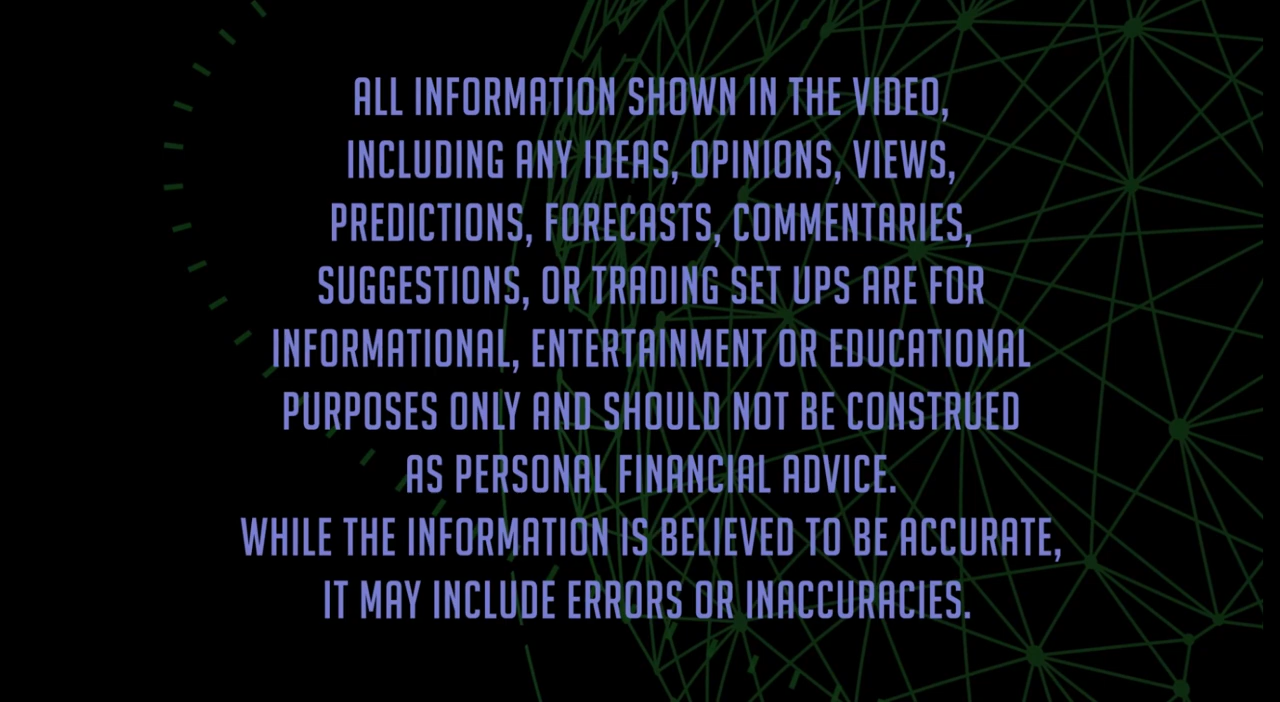 ALL INFORMATION SHOWN IN THE VIDEO,
INCLUDING ANY IDEAS, OPINIONS, VIEWS,
PREDICTIONS, FORECASTS, COMMENTARIES,
SUGGESTIONS, OR TRADING SET UPS ARE FOR
INFORMATIONAL, ENTERTAINMENT OR EDUCATIONAL
PURPOSES ONLY AND SHOULD NOT BE CONSTRUED
AS PERSONAL FINANCIAL ADVICE.
WHILE THE INFORMATION IS BELIEVED TO BE ACCURATE,
IT MAY INCLUDE ERRORS OR INACCURACIES.